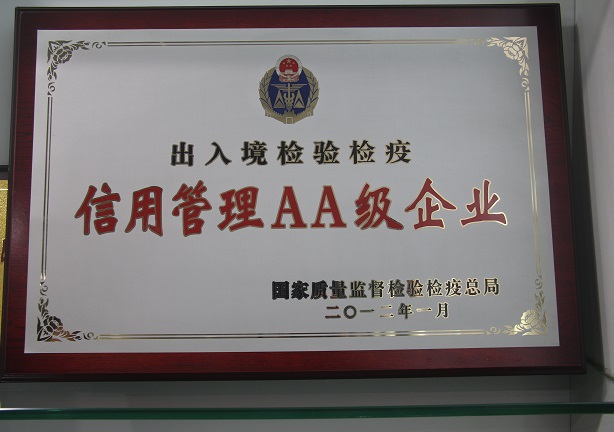 出入境检验检疫
信用管理AA级企业
国家质量监督检验检疫总局
二〇一二年一月